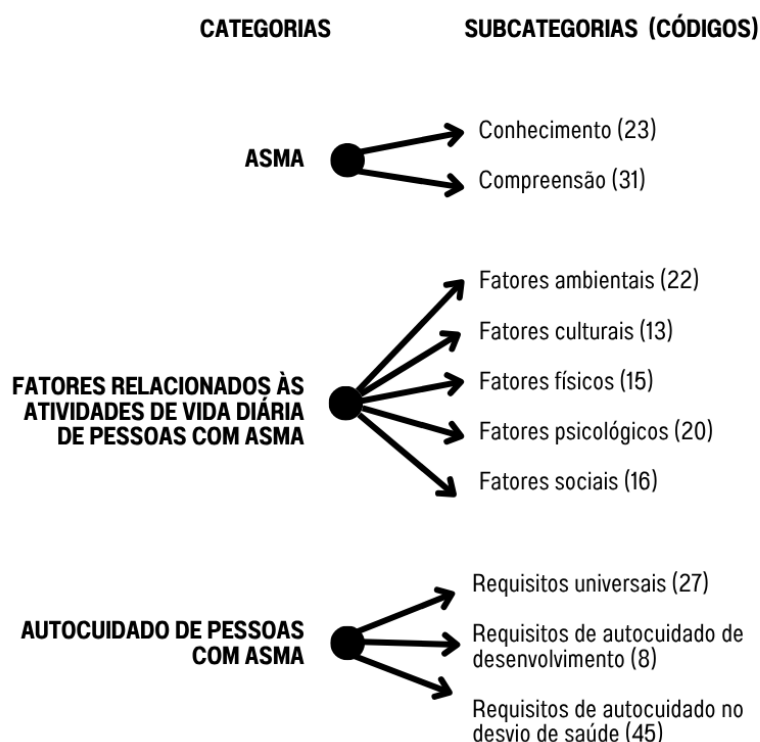 CATEGORIAS
SUBCATEGORIAS (CÓDIGOS)
ASMA
Conhecimento (23)
Compreensão (31)
FATORES RELACIONADOS ÀS
ATIVIDADES DE VIDA DIÁRIA
DE PESSOAS COM ASMA
Fatores ambientais (22)
Fatores culturais (13)
Fatores físicos (15)
Fatores psicológicos (20)
Fatores sociais (16)
AUTOCUIDADO DE PESSOAS
COM ASMA
Requisitos universais (27)
Requisitos de autocuidado de
desenvolvimento (8)
Requisitos de autocuidado no
desvio de saúde (45)